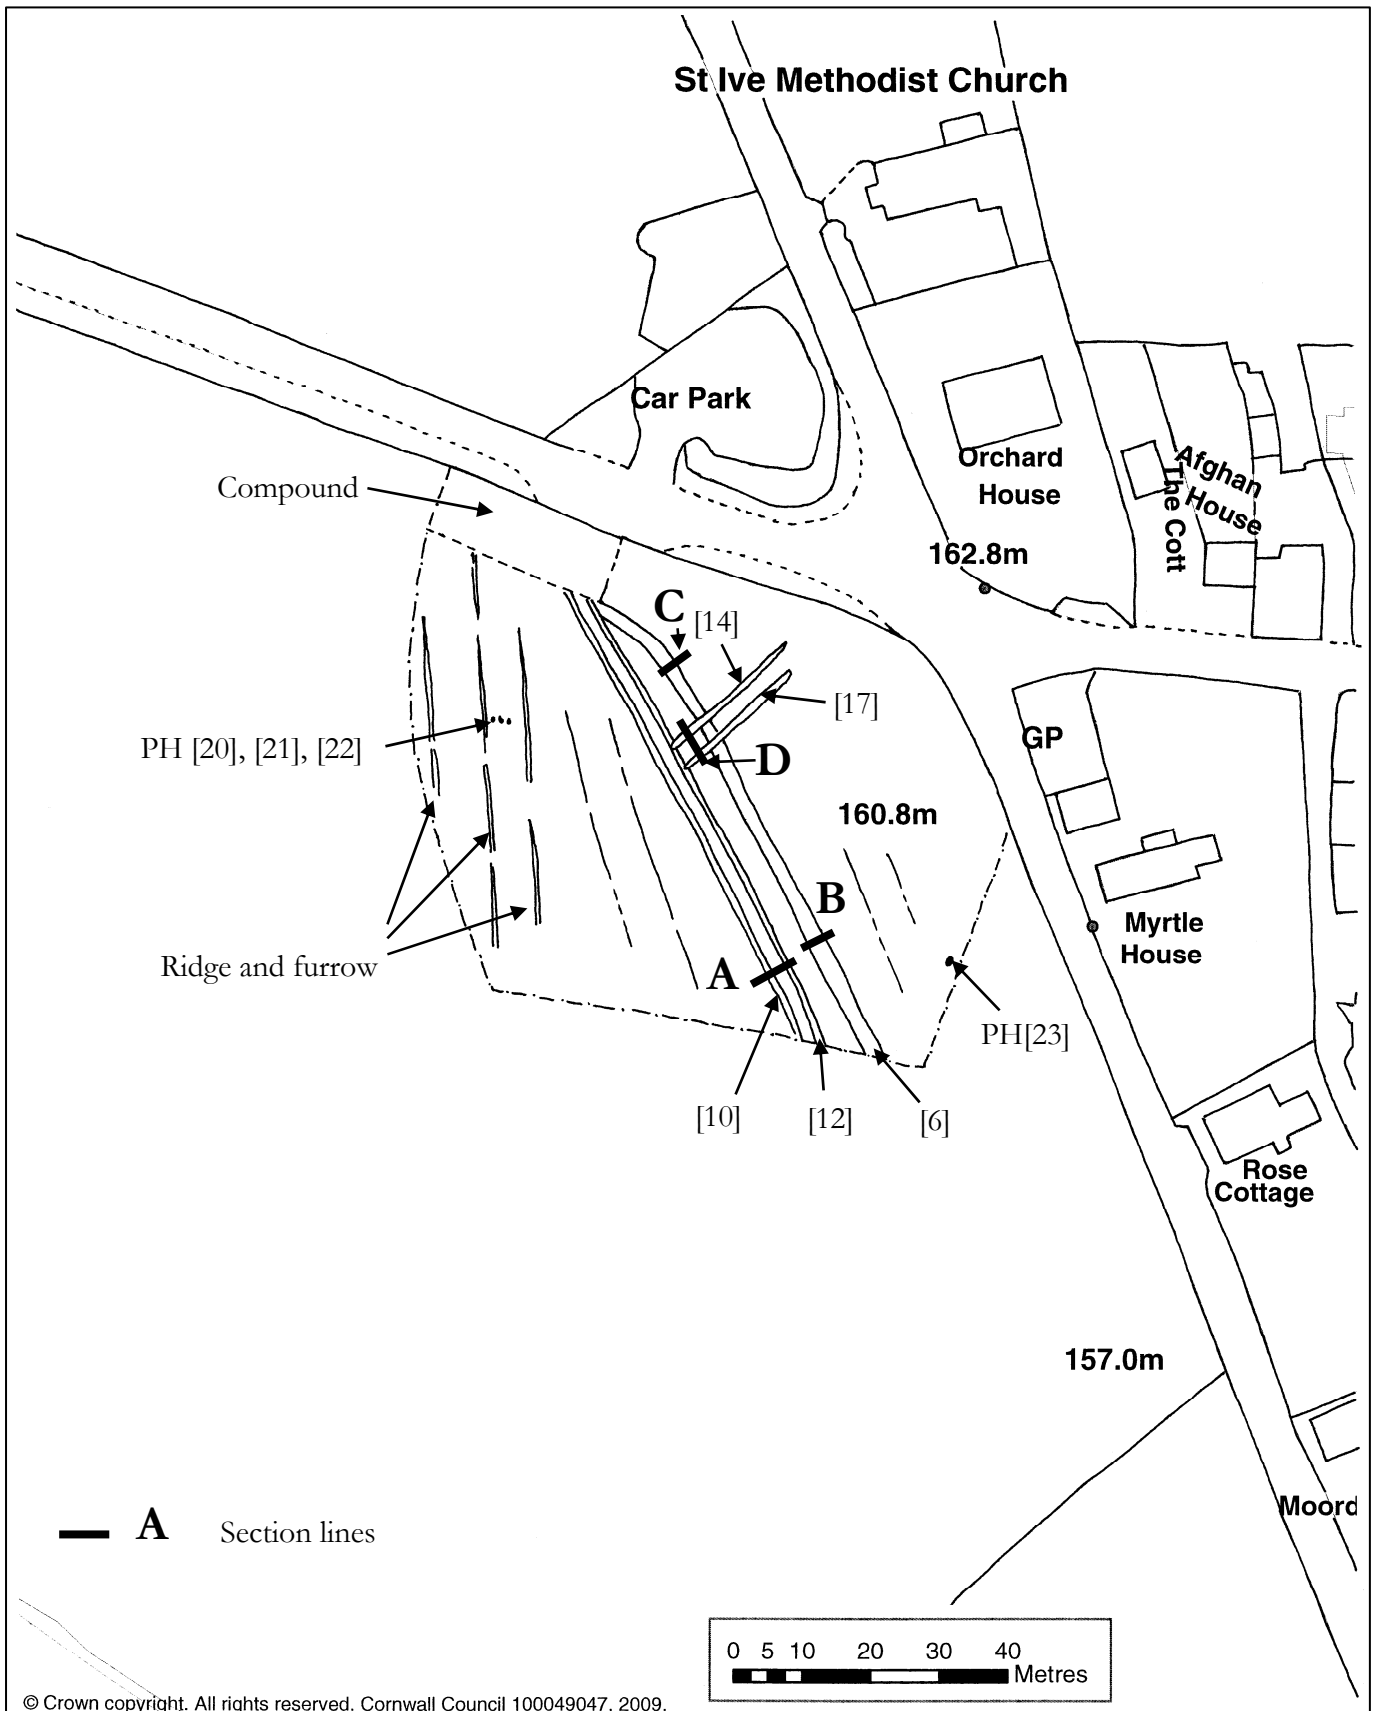 St Ive Methodist Church
Car Park
Orchard
House
Afghan
House
The Cott
Compound
162.8m
C
[14]
[17]
PH [20], [21], [22]
D
GP
160.8m
B
Myrtle
House
Ridge and furrow
A
PH[23]
[10]
[12]
[6]
Rose
Cottage
157.0m
Moord
A Section lines
0 5 10 20 30 40
Metres
© Crown copyright. All rights reserved. Cornwall Council 100049047, 2009.